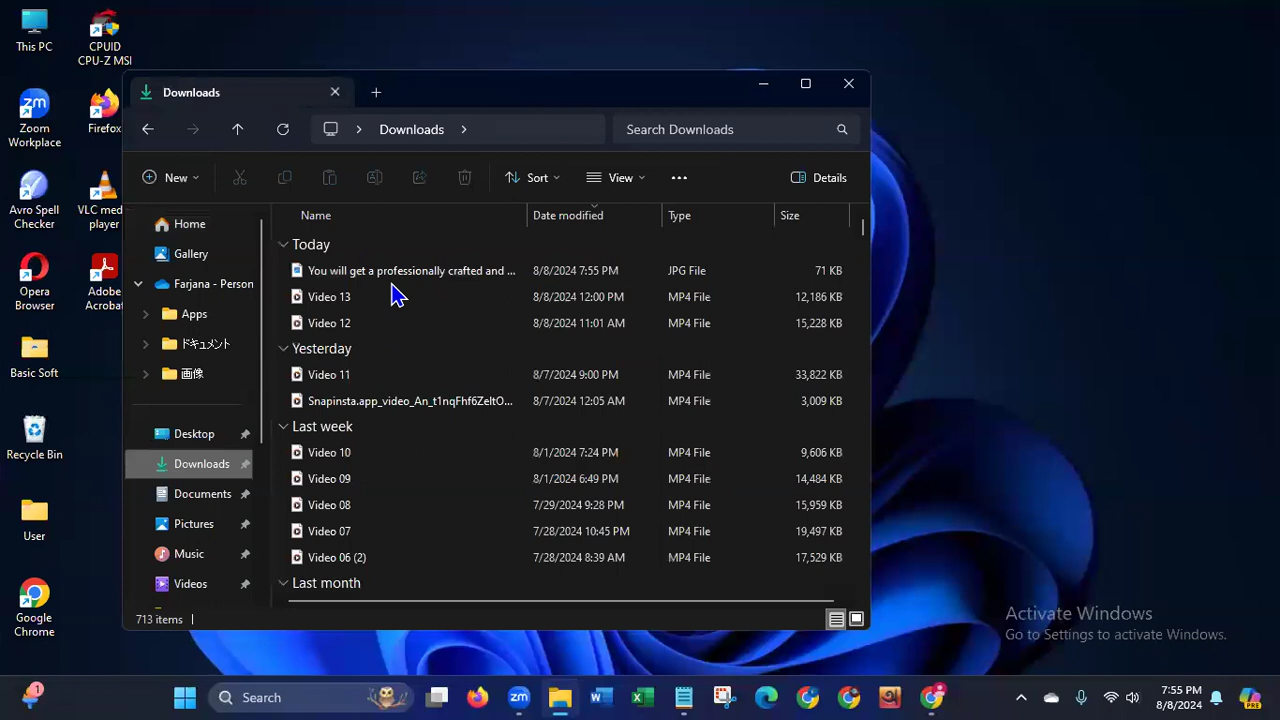 This PC
CPUID
CPU-Z MSI
Zoom
Workplace
Firefox
Avro Spell
Checker
VLC med
player
Opera
Browser
Adobe
Acrobat
Basic Soft
Recycle Bin
User
Google
Chrome
Downloads
Downloads
Search Downloads
New
Sort
View
Details
Name
Date modified
Type
Size
Home
Gallery
Farjana - Person
Apps
ドキュメント
画像
Desktop
Downloads
Documents
Pictures
Music
Videos
Today
You will get a professionally crafted and ... 8/8/2024 7:55 PM JPG File 71 KB
Video 13 8/8/2024 12:00 PM MP4 File 12,186 KB
Video 12 8/8/2024 11:01 AM MP4 File 15,228 KB
Yesterday
Video 11 8/7/2024 9:00 PM MP4 File 33,822 KB
Snapinsta.app_video_An_t1nqFhf6ZeltO... 8/7/2024 12:05 AM MP4 File 3,009 KB
Last week
Video 10 8/1/2024 7:24 PM MP4 File 9,606 KB
Video 09 8/1/2024 6:49 PM MP4 File 14,484 KB
Video 08 7/29/2024 9:28 PM MP4 File 15,959 KB
Video 07 7/28/2024 10:45 PM MP4 File 19,497 KB
Video 06 (2) 7/28/2024 8:39 AM MP4 File 17,529 KB
Last month
713 items
Activate Windows
Go to Settings to activate Windows.
1
Search
zm
7:55 PM
8/8/2024
PRE